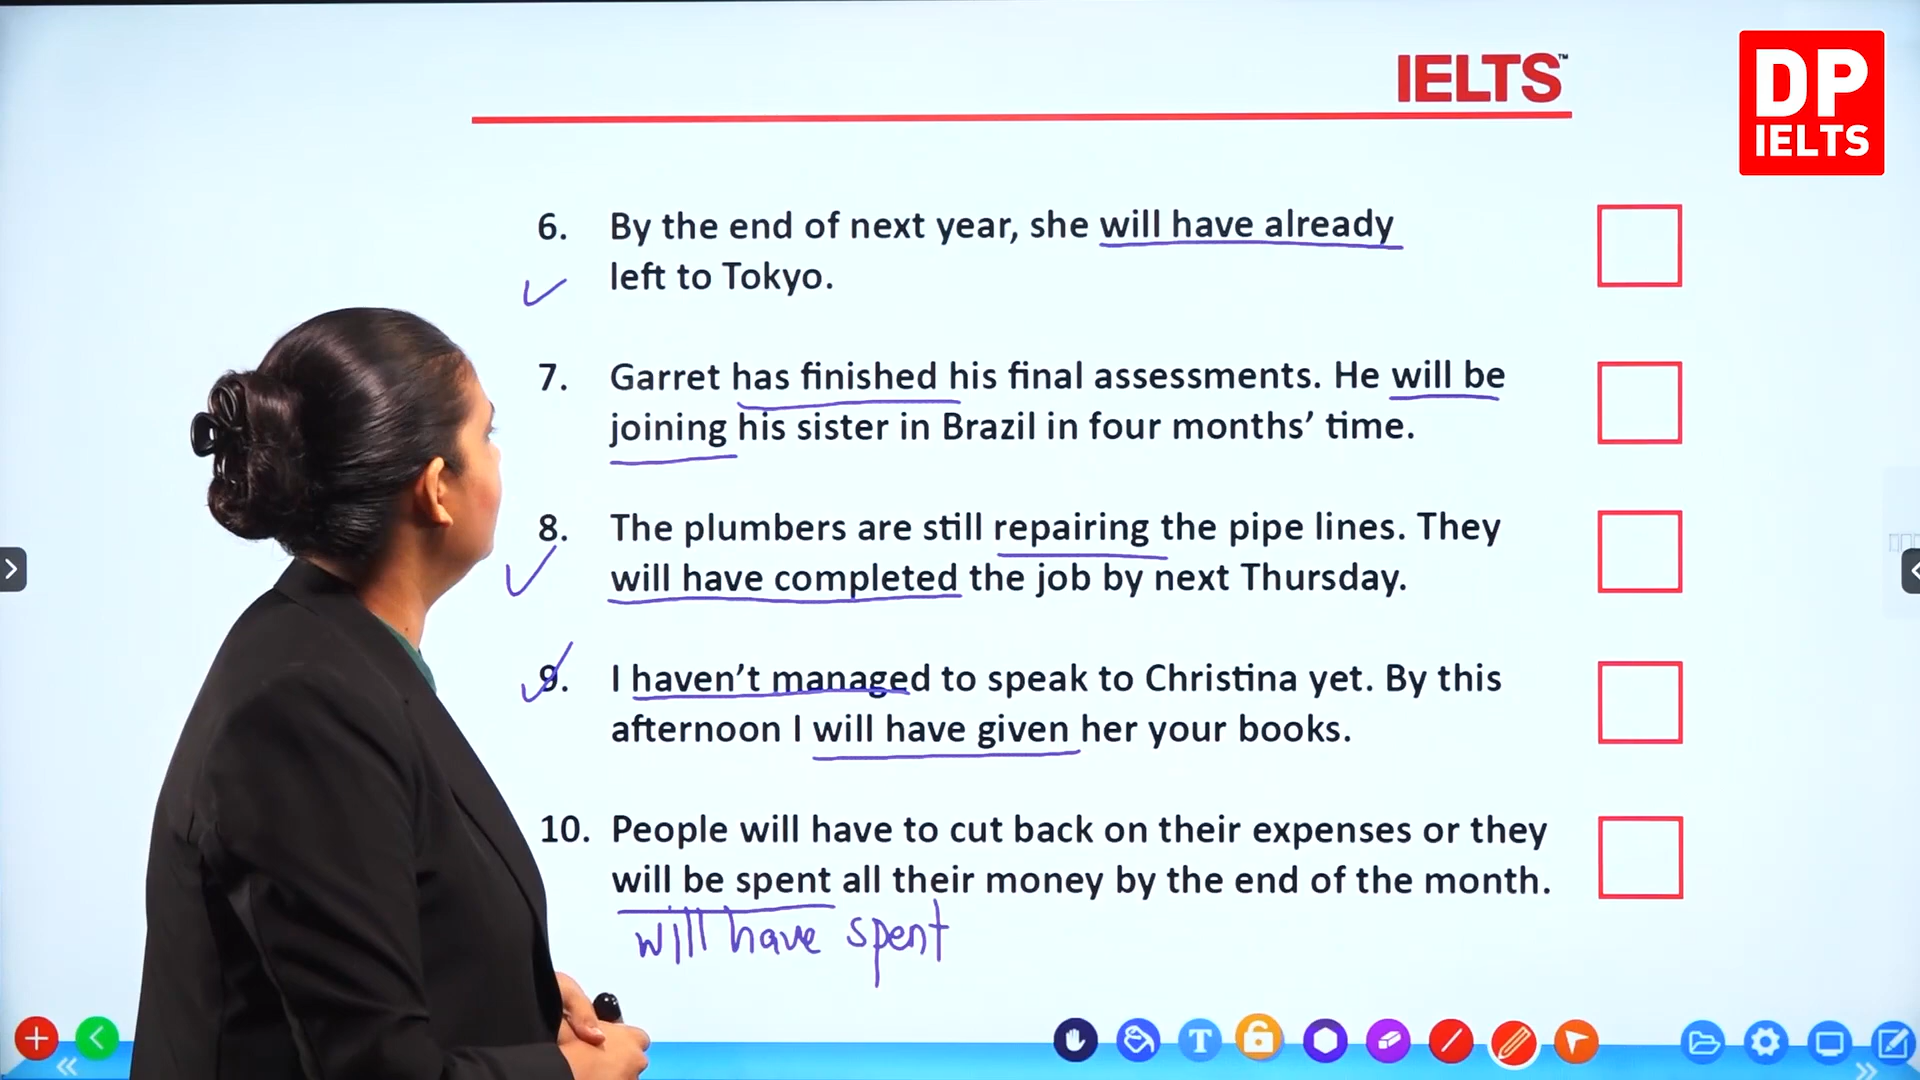 IELTS™
DP
IELTS
6. By the end of next year, she will have already
left to Tokyo.
7. Garret has finished his final assessments. He will be
joining his sister in Brazil in four months’ time.
8. The plumbers are still repairing the pipe lines. They
will have completed the job by next Thursday.
9. I haven’t managed to speak to Christina yet. By this
afternoon I will have given her your books.
10. People will have to cut back on their expenses or they
will be spent all their money by the end of the month.
will have spent
T